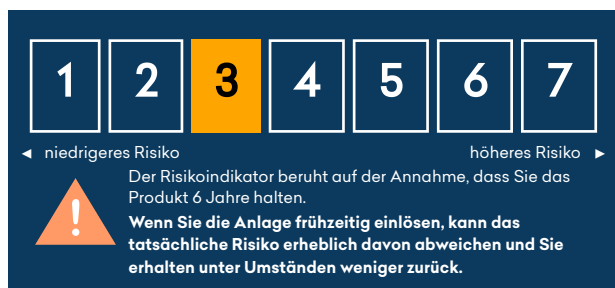 1 2 3 4 5 6 7
◄ niedrigeres Risiko höheres Risiko ►
Der Risikoindikator beruht auf der Annahme, dass Sie das
Produkt 6 Jahre halten.
!
Wenn Sie die Anlage frühzeitig einlösen, kann das
tatsächliche Risiko erheblich davon abweichen und Sie
erhalten unter Umständen weniger zurück.